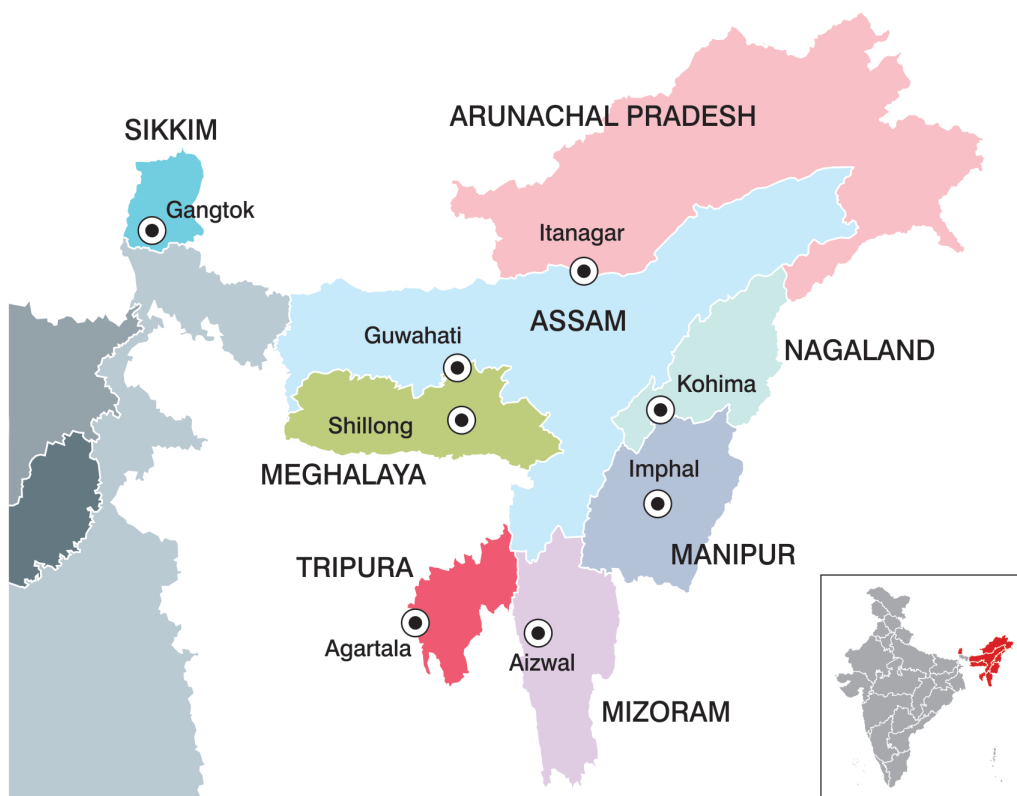 ARUNACHAL PRADESH
SIKKIM
Gangtok
Itanagar
ASSAM
Guwahati
NAGALAND
Kohima
Shillong
MEGHALAYA
Imphal
MANIPUR
TRIPURA
Agartala
Aizwal
MIZORAM